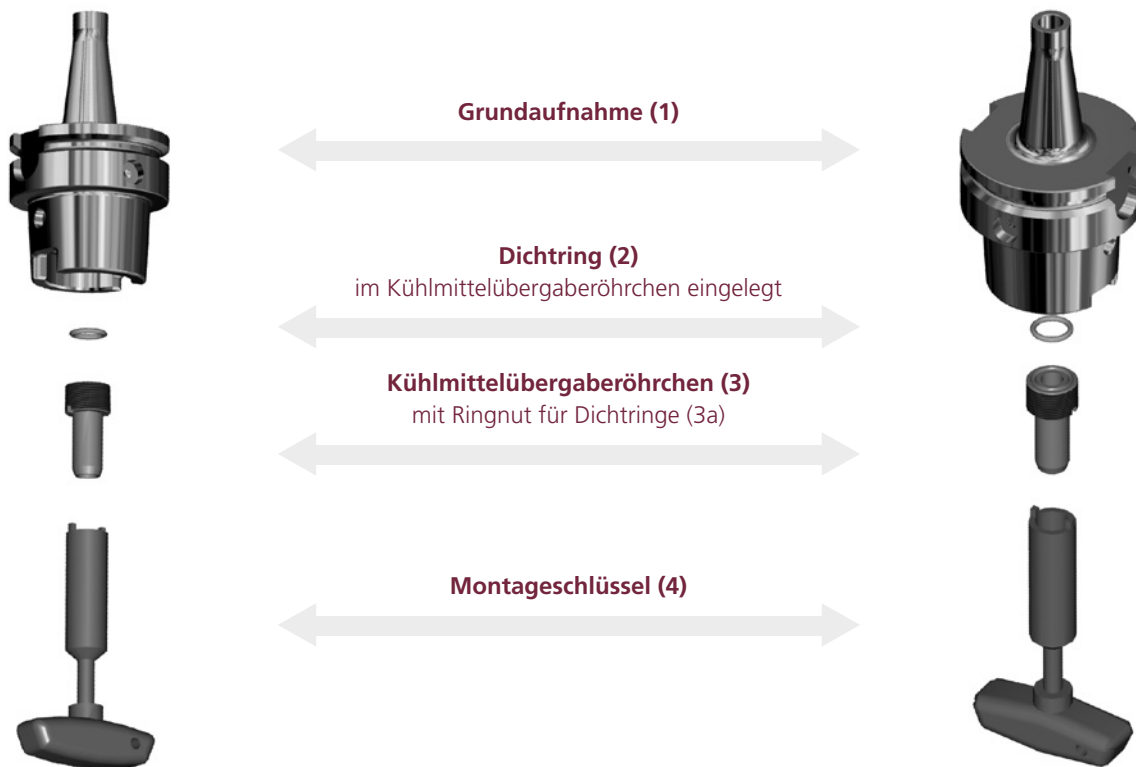 Grundaufnahme (1)
Dichtring (2)
im Kühlmittelübergaberöhrchen eingelegt
Kühlmittelübergaberöhrchen (3)
mit Ringnut für Dichtringe (3a)
Montageschlüssel (4)